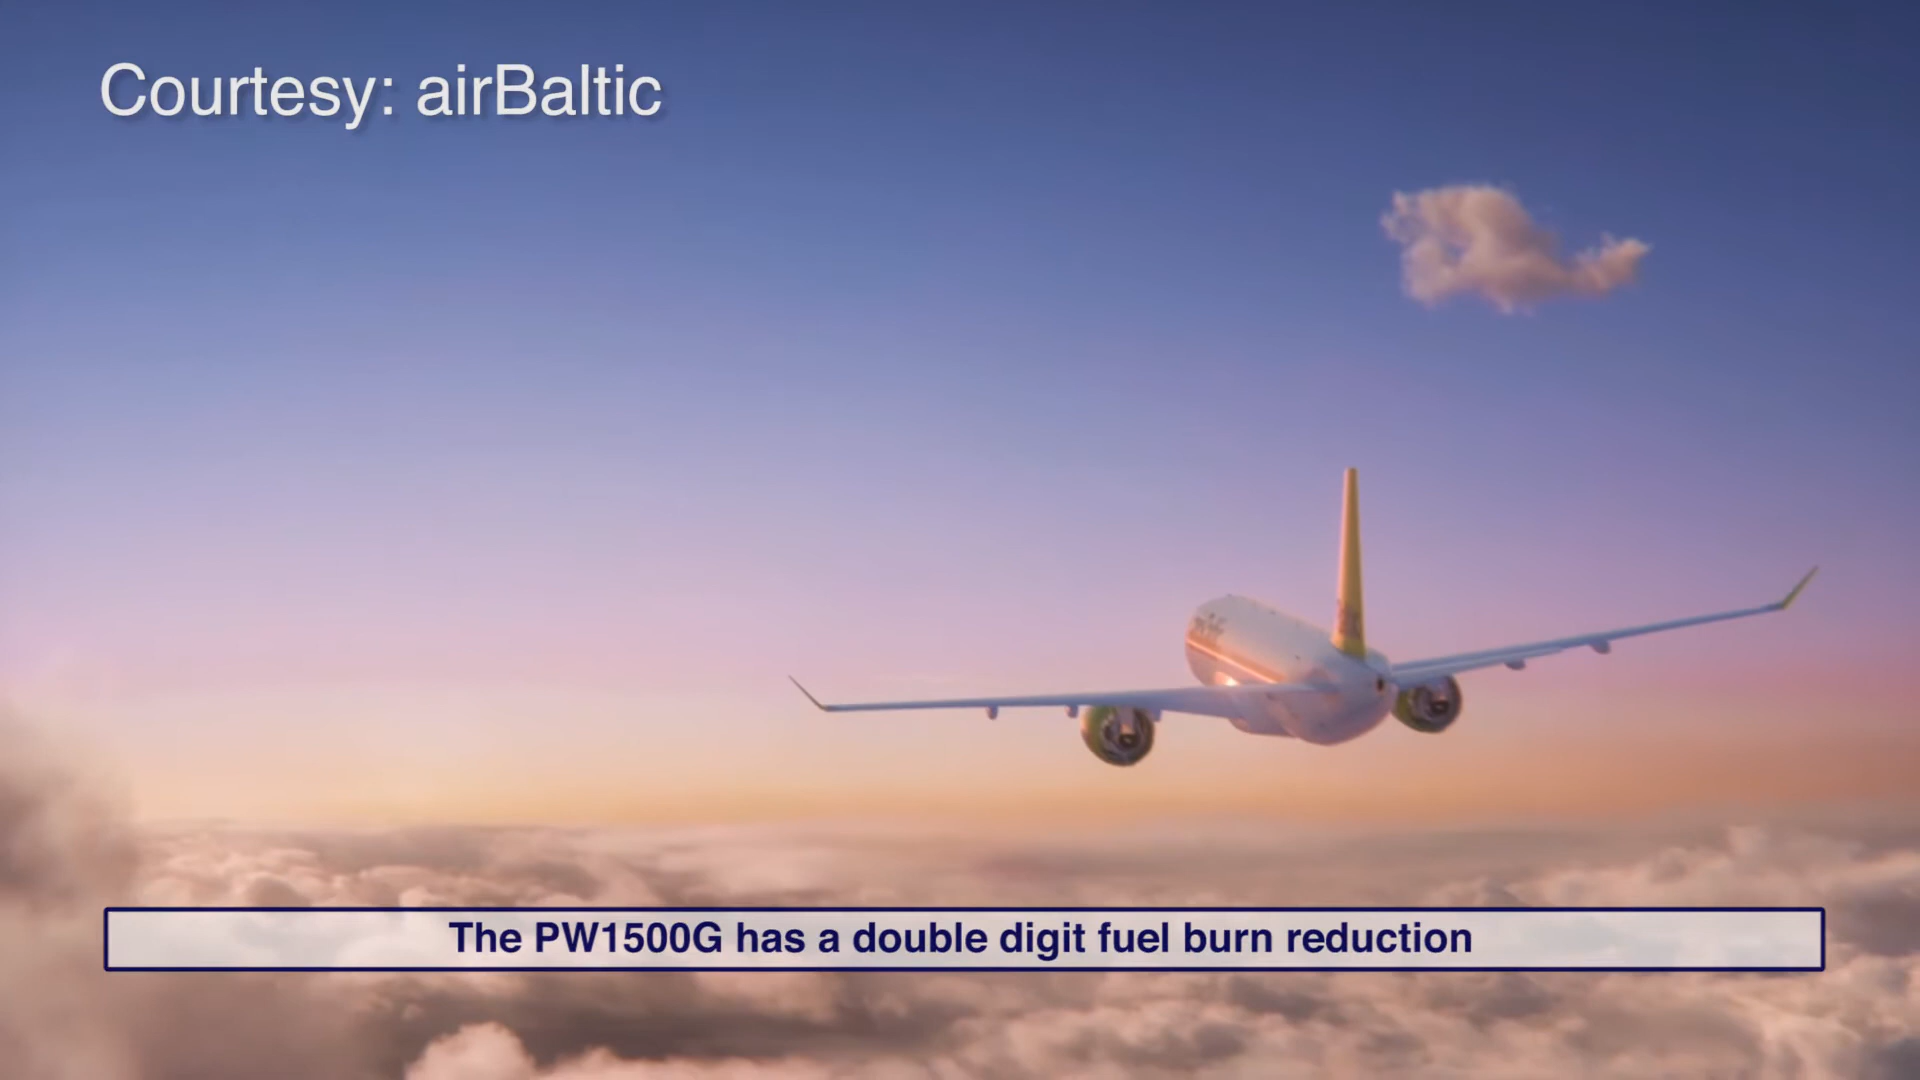 Courtesy: airBaltic
The PW1500G has a double digit fuel burn reduction